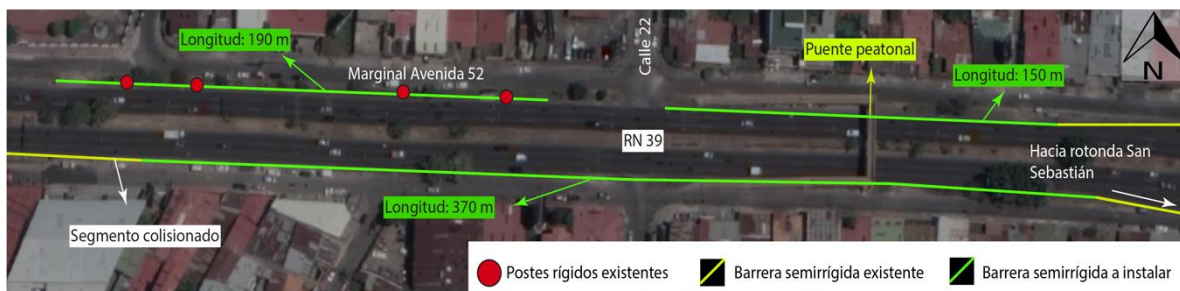 Longitud: 190 m
Calle 22
Puente peatonal
Marginal Avenida 52
Longitud: 150 m
N
RN 39
Hacia rotonda San
Sebastián
Longitud: 370 m
Segmento colisionado
Postes rígidos existentes
Barrera semirrígida existente
Barrera semirrígida a instalar